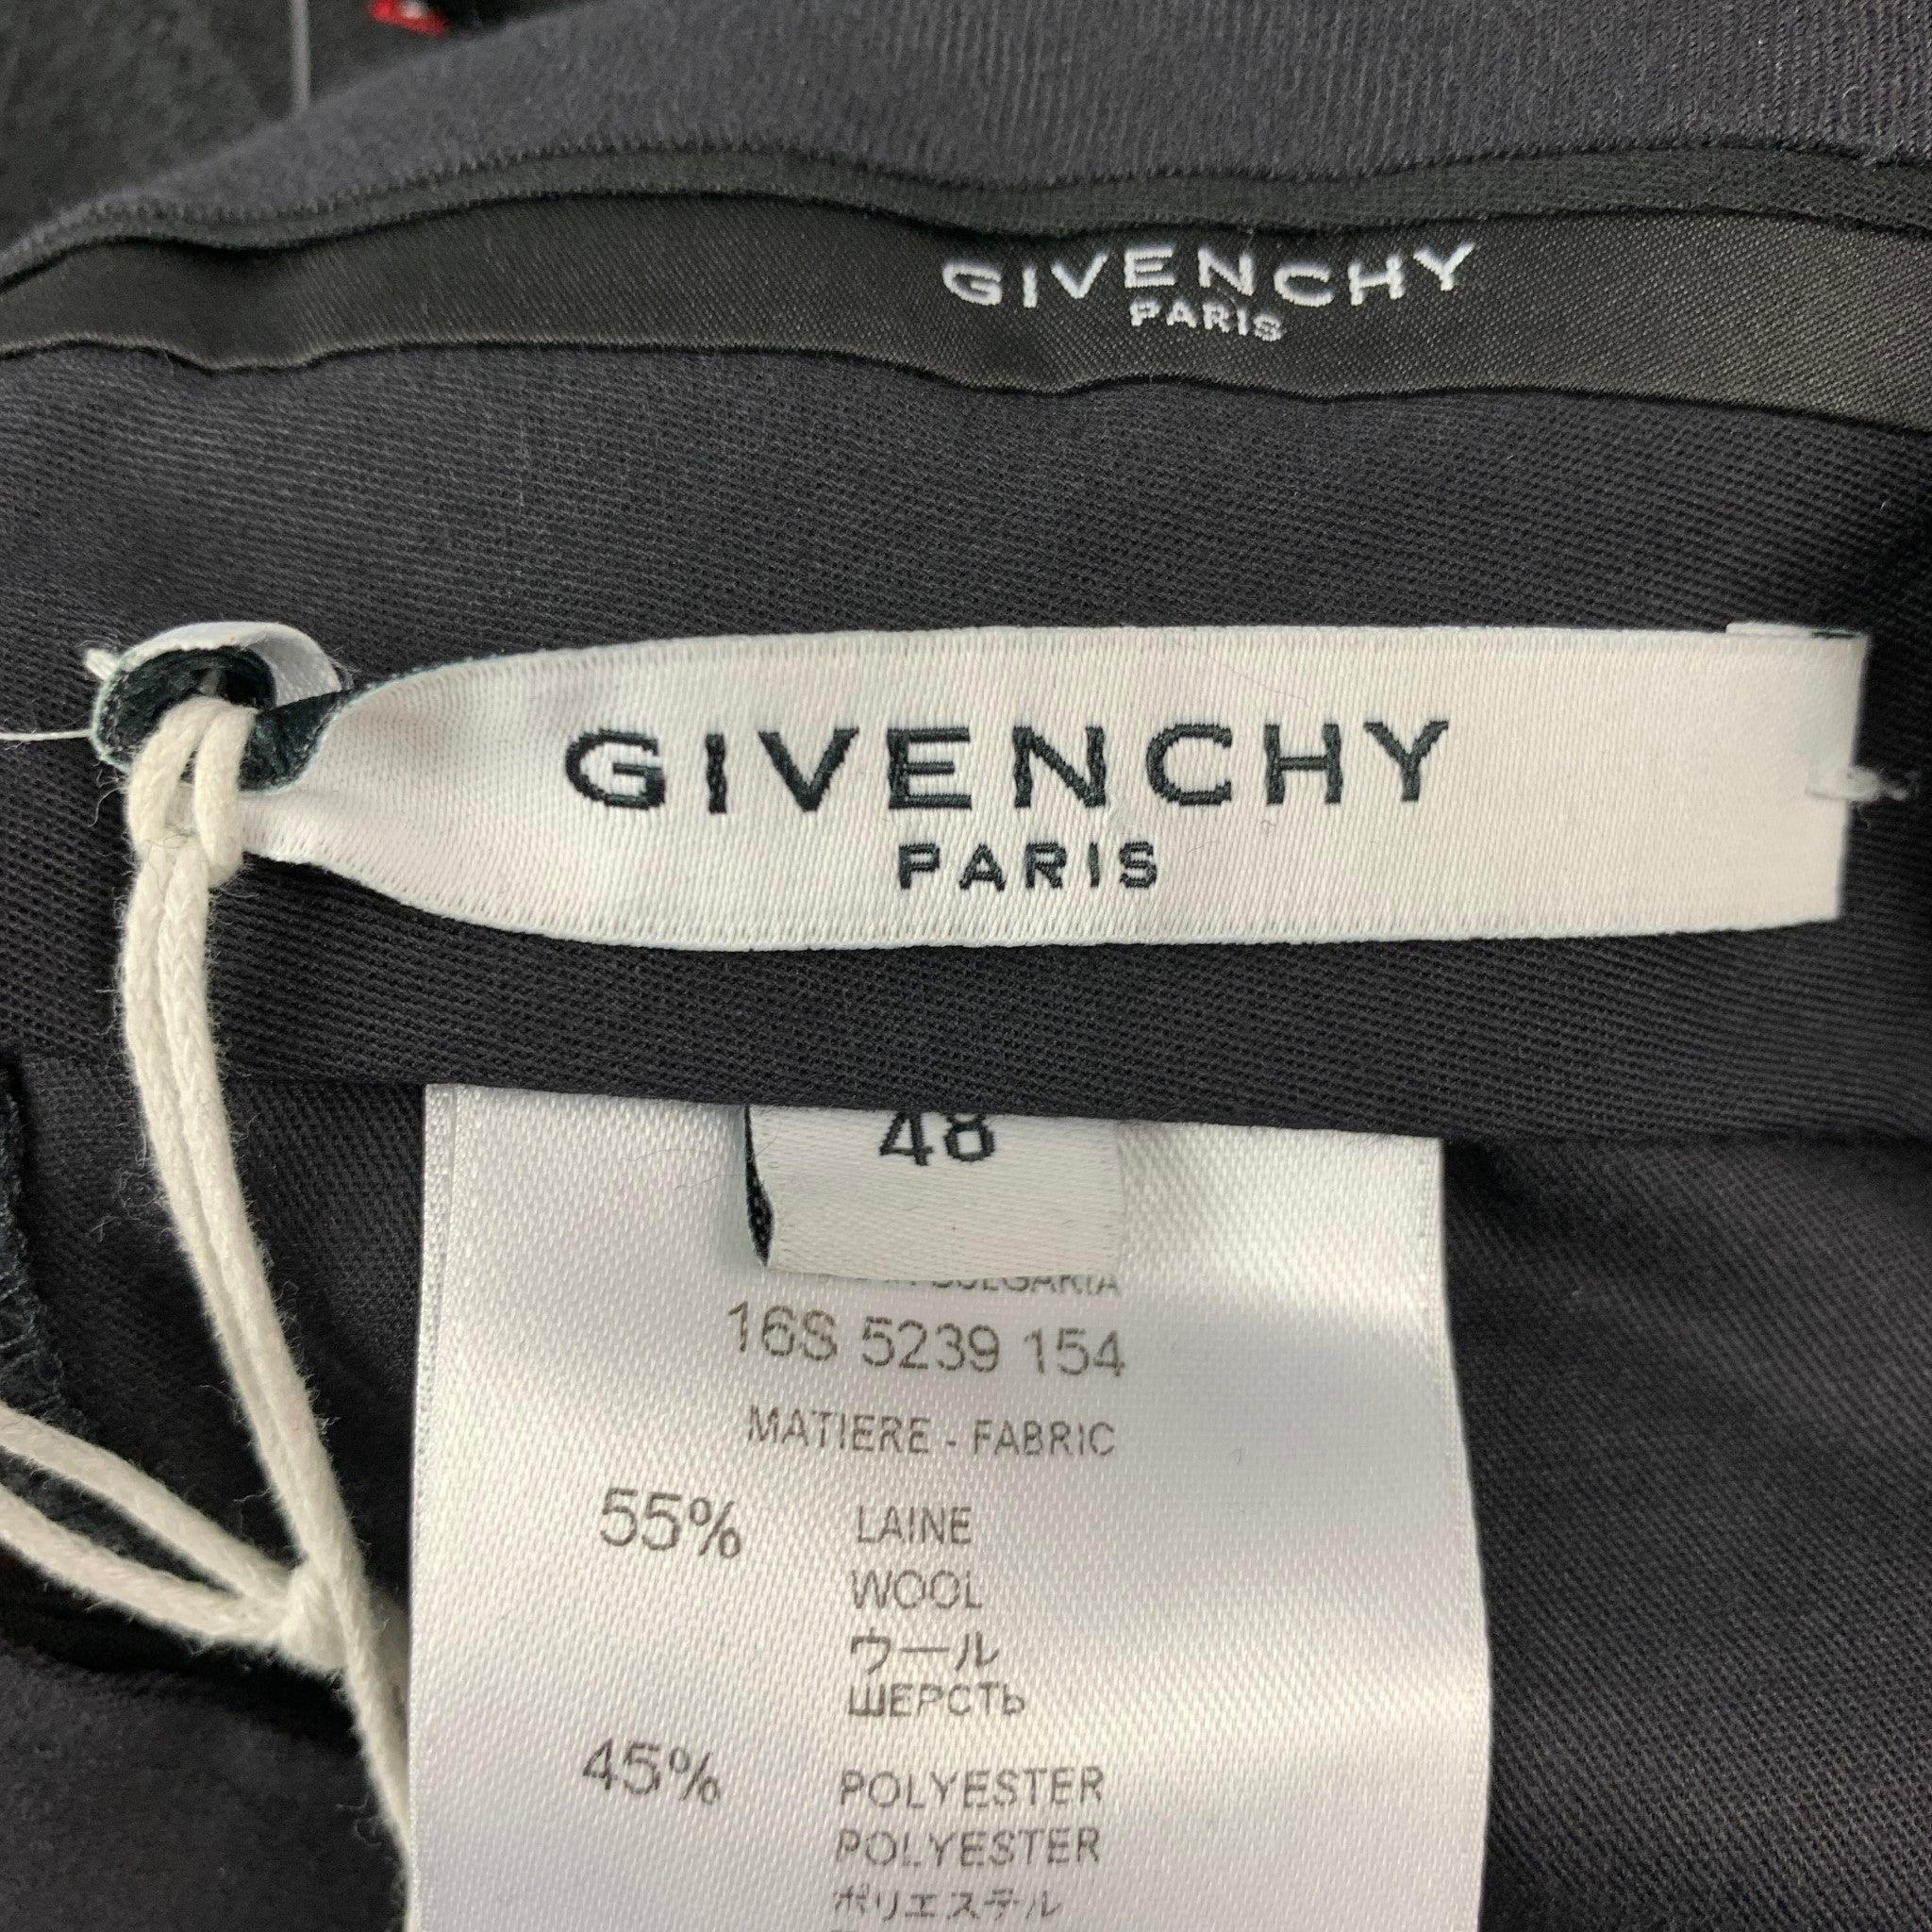 GIVENCHY
PARIS
GIVENCHY
PARIS
48
BULGARIA
16S 5239 154
MATIERE - FABRIC
55% LAINE
WOOL
ウール
ШЕРСТЬ
45% POLYESTER
POLYESTER
ポリエステル